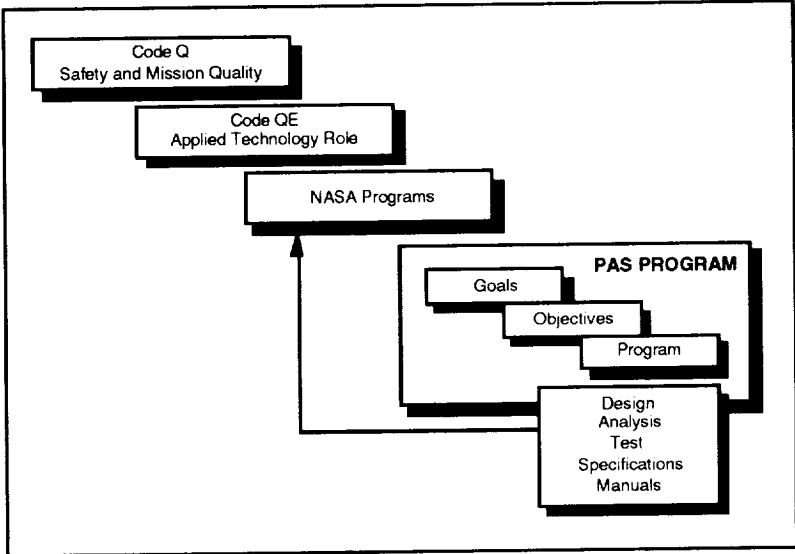 Code Q
Safety and Mission Quality
Code QE
Applied Technology Role
NASA Programs
PAS PROGRAM
Goals
Objectives
Program
Design
Analysis
Test
Specifications
Manuals